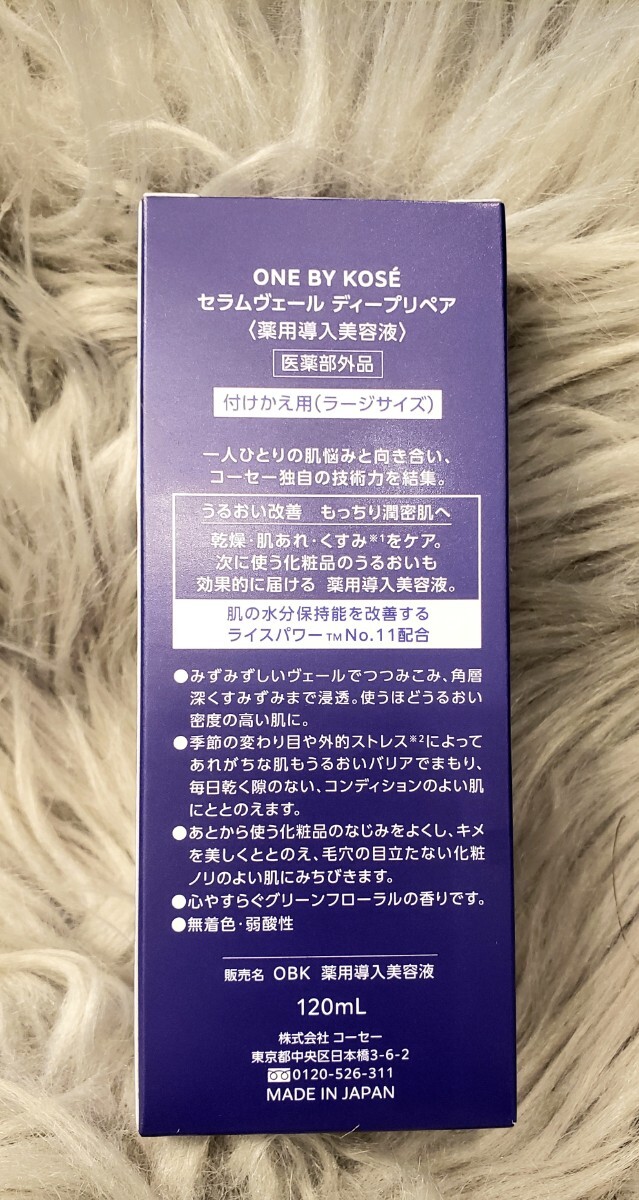 ONE BY KOSÉ
セラムヴェール ディープリペア
〈薬用導入美容液〉
医薬部外品
付けかえ用(ラージサイズ)
一人ひとりの肌悩みと向き合い、
コーセー独自の技術力を結集。
うるおい改善 もっちり潤密肌へ
乾燥・肌あれ・くすみ※1をケア。
次に使う化粧品のうるおいも
効果的に届ける 薬用導入美容液。
肌の水分保持能を改善する
ライスパワー™No.11配合
●みずみずしいヴェールでつつみこみ、角層
深くすみずみまで浸透。使うほどうるおい
密度の高い肌に。
●季節の変わり目や外的ストレス※2によって
あれがちな肌もうるおいバリアでまもり、
毎日乾く隙のない、コンディションのよい肌
にととのえます。
●あとから使う化粧品のなじみをよくし、キメ
を美しくととのえ、毛穴の目立たない化粧
ノリのよい肌にみちびきます。
●心やすらぐグリーンフローラルの香りです。
●無着色・弱酸性
販売名 OBK 薬用導入美容液
120mL
株式会社 コーセー
東京都中央区日本橋3-6-2
0120-526-311
MADE IN JAPAN